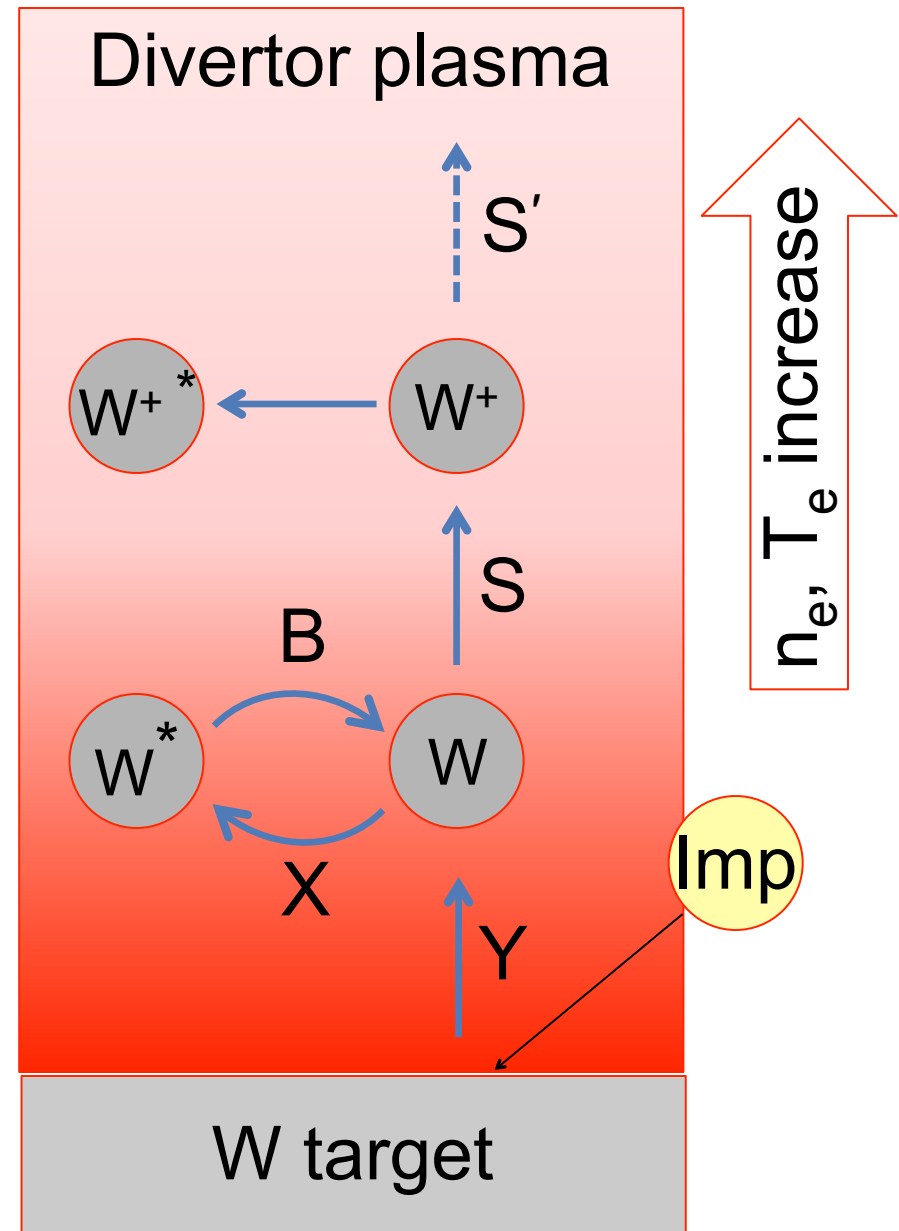 Divertor plasma
S′
nₑ, Tₑ increase
W⁺ *
W⁺
S
B
W*
W
X
Imp
Y
W target